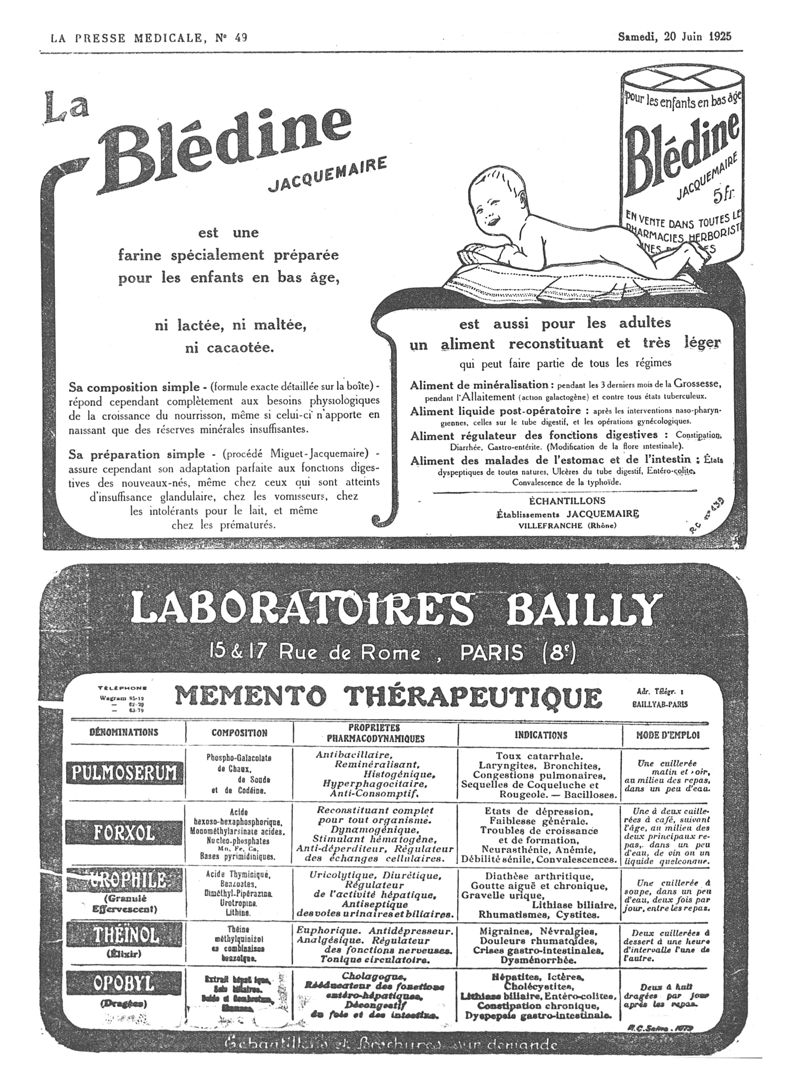 LA PRESSE MEDICALE, N° 49
Samedi, 20 Juin 1925
La
Blédine
JACQUEMAIRE
est une
farine spécialement préparée
pour les enfants en bas âge,
ni lactée, ni maltée,
ni cacaotée.
Sa composition simple - (formule exacte détaillée sur la boîte) -
répond cependant complètement aux besoins physiologiques
de la croissance du nourrisson, même si celui-ci n'apporte en
naissant que des réserves minérales insuffisantes.
Sa préparation simple - (procédé Miguet-Jacquemaire) -
assure cependant son adaptation parfaite aux fonctions diges-
tives des nouveaux-nés, même chez ceux qui sont atteints
d'insuffisance glandulaire, chez les vomisseurs, chez
les intolérants pour le lait, et même
chez les prématurés.
pour les enfants en bas âge
Blédine
JACQUEMAIRE
5 fr.
EN VENTE DANS TOUTES LE
PHARMACIES HERBORIST
est aussi pour les adultes
un aliment reconstituant et très léger
qui peut faire partie de tous les régimes
Aliment de minéralisation : pendant les 3 derniers mois de la Grossesse,
pendant l'Allaitement (action galactogène) et contre tous états tuberculeux.
Aliment liquide post-opératoire : après les interventions naso-pharyn-
giennes, celles sur le tube digestif, et les opérations gynécologiques.
Aliment régulateur des fonctions digestives : Constipation,
Diarrhée, Gastro-entérite. (Modification de la flore intestinale).
Aliment des malades de l'estomac et de l'intestin : États
dyspeptiques de toutes natures, Ulcères du tube digestif, Entéro-colite,
Convalescence de la typhoïde.
ÉCHANTILLONS
Établissements JACQUEMAIRE
VILLEFRANCHE (Rhône)
R.C. n° 439
LABORATOIRES BAILLY
15 & 17 Rue de Rome, PARIS (8e)
TÉLÉPHONE
Wagram 85-19
— 62-29
— 63-79
MEMENTO THÉRAPEUTIQUE
Adr. Télégr. :
BAILLYAB-PARIS
DÉNOMINATIONS
COMPOSITION
PROPRIETES
PHARMACODYNAMIQUES
INDICATIONS
MODE D'EMPLOI
PULMOSERUM
Phospho-Gaïacolate
de Chaux,
de Soude
et de Codéine.
Antibacillaire,
Reminéralisant,
Histogénique,
Hyperphagocitaire,
Anti-Consomptif.
Toux catarrhale.
Laryngites, Bronchites,
Congestions pulmonaires,
Sequelles de Coqueluche et
Rougeole. — Bacilloses.
Une cuillerée
matin et soir,
au milieu des repas,
dans un peu d'eau.
FORXOL
Acide
hexoso-hexaphosphorique,
Monométhylarsinate acides.
Nucleo-phosphates
Mn, Fe, Ca,
Bases pyrimidiniques.
Reconstituant complet
pour tout organisme.
Dynamogénique,
Stimulant hématogène,
Anti-déperditeur, Régulateur
des échanges cellulaires.
Etats de dépression.
Faiblesse générale.
Troubles de croissance
et de formation,
Neurasthénie, Anémie,
Débilité sénile, Convalescences.
Une à deux cuille-
rées à café, suivant
l'âge, au milieu des
deux principaux re-
pas, dans un peu
d'eau, de vin ou un
liquide quelconque.
UROPHILE
(Granulé
Effervescent)
Acide Thyminique,
Benzoates,
Diméthyl-Pipérazine.
Urotropine.
Lithine.
Uricolytique, Diurétique,
Régulateur
de l'activité hépatique,
Antiseptique
des voies urinaires et biliaires.
Diathèse arthritique,
Goutte aiguë et chronique,
Gravelle urique,
Lithiase biliaire,
Rhumatismes, Cystites.
Une cuillerée à
soupe, dans un peu
d'eau, deux fois par
jour, entre les repas.
THÉÏNOL
(Élixir)
Théine
méthylquinizol
en combinaison
benzoïque.
Euphorique. Antidépresseur.
Analgésique. Régulateur
des fonctions nerveuses.
Tonique circulatoire.
Migraines, Névralgies,
Douleurs rhumatoïdes,
Crises gastro-intestinales.
Dysménorrhée.
Deux cuillerées à
dessert à une heure
d'intervalle l'une de
l'autre.
OPOBYL
(Dragées)
Extrait hépatique,
Sels biliaires.
Cholagogue,
Rééducateur des fonctions
entéro-hépatiques,
Décongestif
du foie et des intestins.
Hépatites, Ictères,
Cholécystites,
Lithiase biliaire, Entéro-colites,
Constipation chronique,
Dyspepsie gastro-intestinale.
Deux à huit
dragées par jour
après les repas.
R.C. Seine, 1673
Échantillons et Brochures sur demande